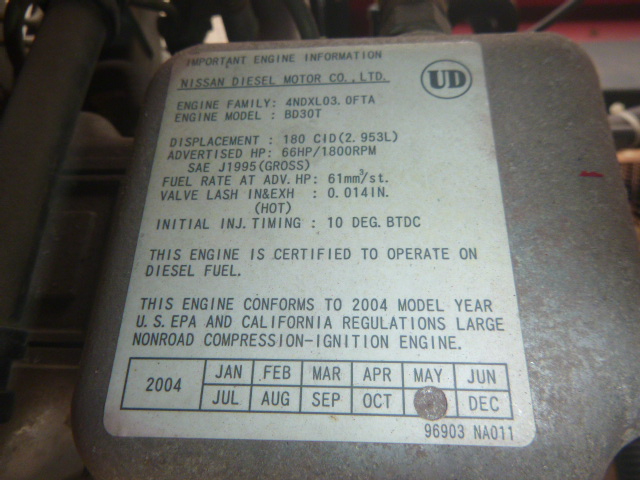 IMPORTANT ENGINE INFORMATION
NISSAN DIESEL MOTOR CO., LTD.
UD
ENGINE FAMILY: 4NDXL03.0FTA
ENGINE MODEL : BD30T
DISPLACEMENT : 180 CID(2.953L)
ADVERTISED HP: 66HP/1800RPM
SAE J1995(GROSS)
FUEL RATE AT ADV. HP: 61mm³/st.
VALVE LASH IN&EXH : 0.014IN.
(HOT)
INITIAL INJ. TIMING : 10 DEG. BTDC
THIS ENGINE IS CERTIFIED TO OPERATE ON
DIESEL FUEL.
THIS ENGINE CONFORMS TO 2004 MODEL YEAR
U.S. EPA AND CALIFORNIA REGULATIONS LARGE
NONROAD COMPRESSION-IGNITION ENGINE.
2004 JAN FEB MAR APR MAY JUN
JUL AUG SEP OCT DEC
96903 NA011